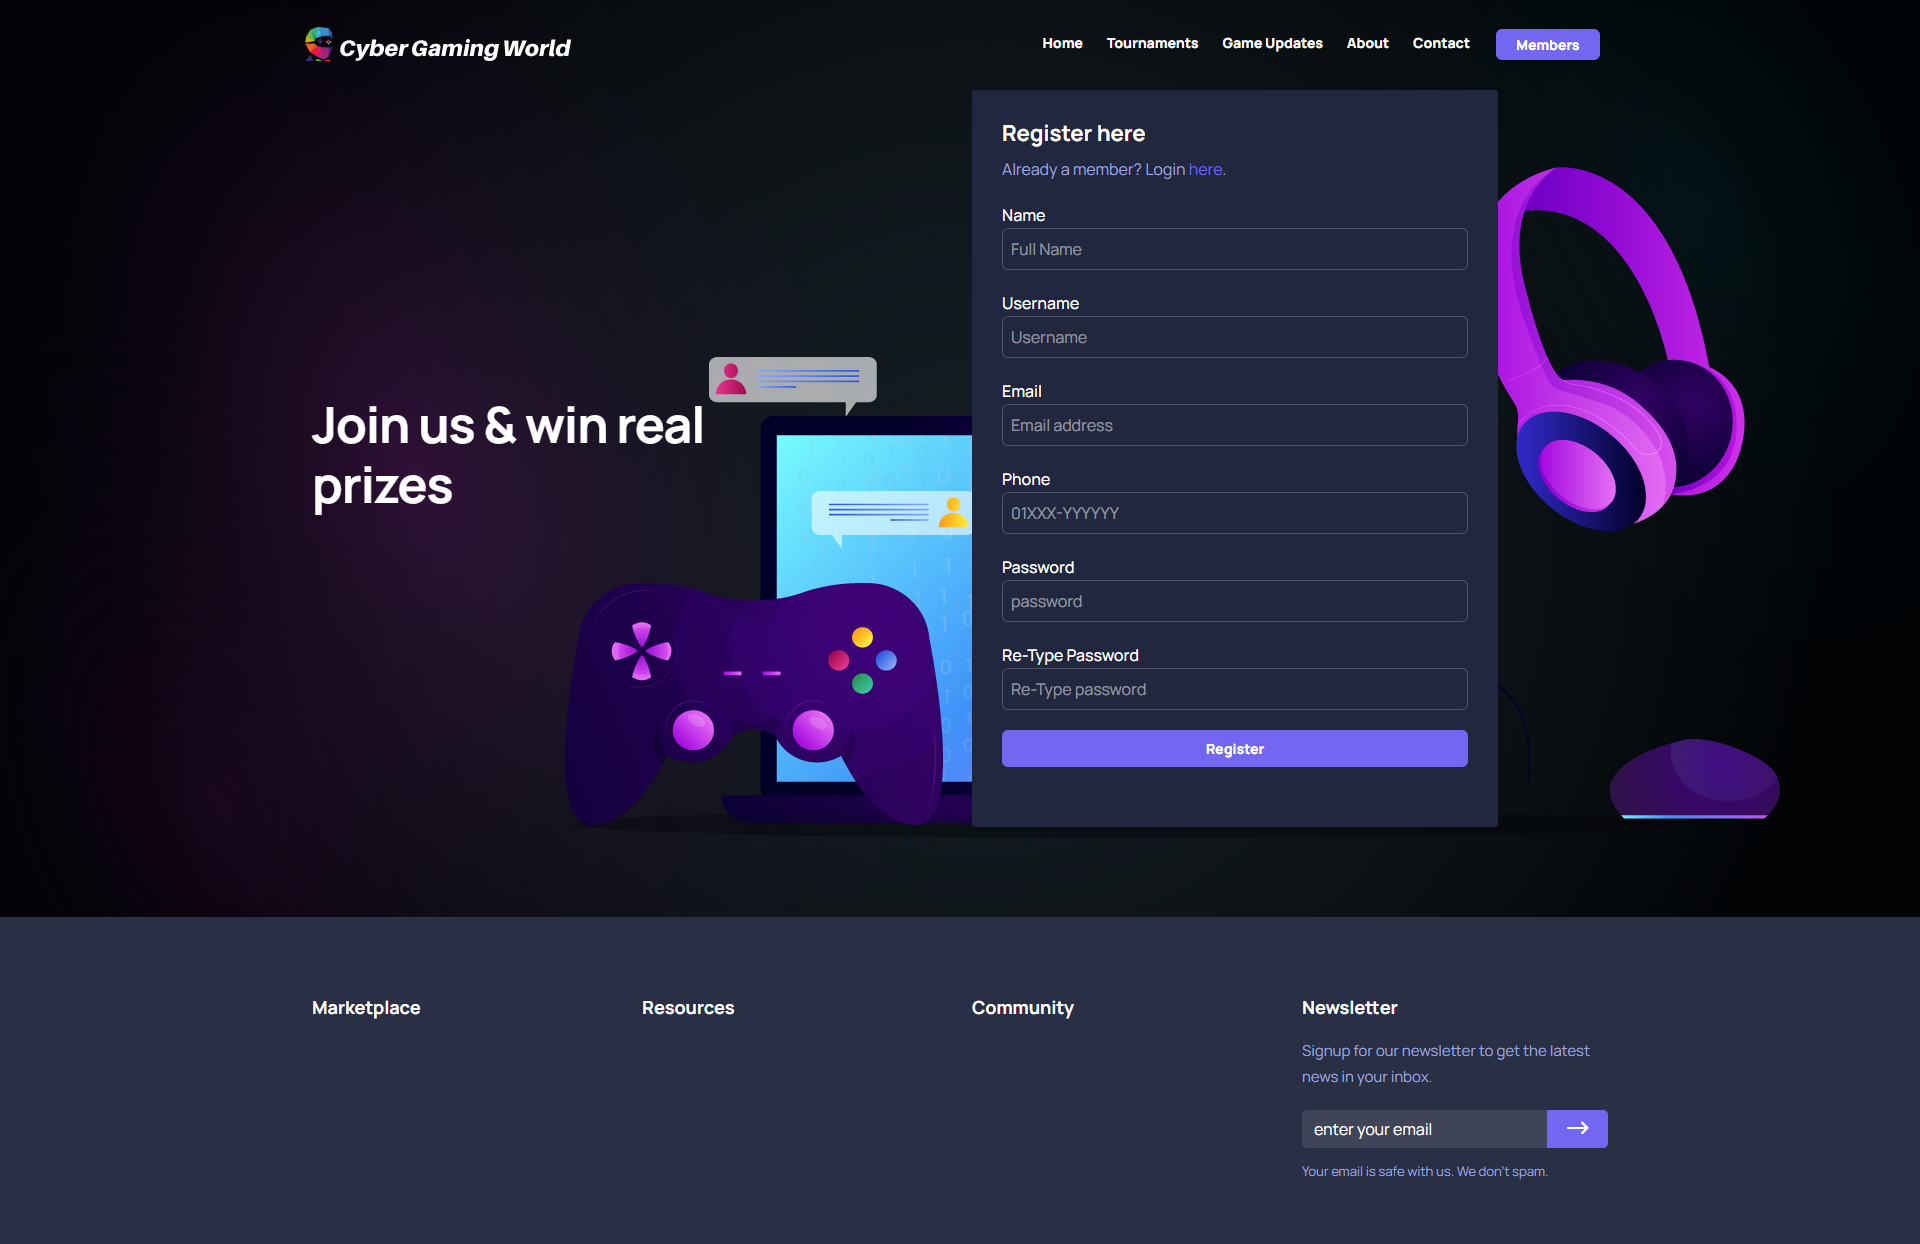 Cyber Gaming World
Home
Tournaments
Game Updates
About
Contact
Members
Join us & win real
prizes
Register here
Already a member? Login here.
Name
Full Name
Username
Username
Email
Email address
Phone
01XXX-YYYYYY
Password
password
Re-Type Password
Re-Type password
Register
Marketplace
Resources
Community
Newsletter
Signup for our newsletter to get the latest
news in your inbox.
enter your email
Your email is safe with us. We don't spam.